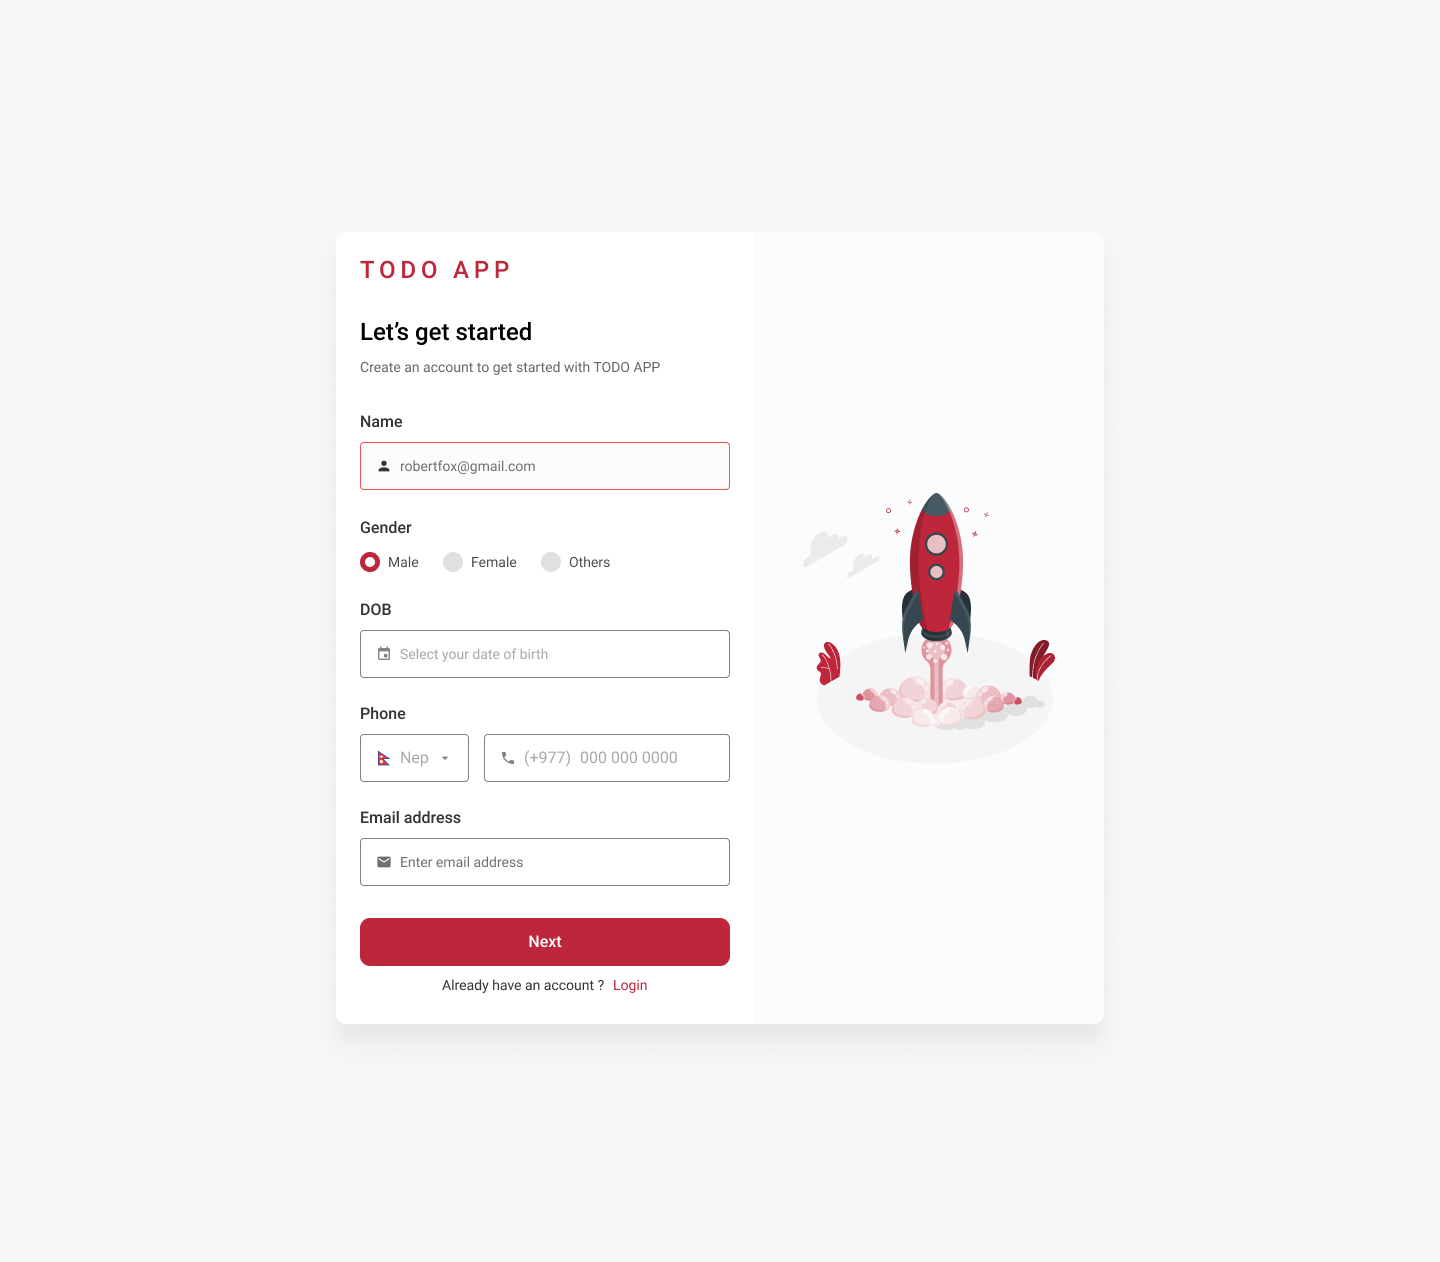 TODO APP
Let’s get started
Create an account to get started with TODO APP
Name
robertfox@gmail.com
Gender
Male Female Others
DOB
Select your date of birth
Phone
Nep (+977) 000 000 0000
Email address
Enter email address
Next
Already have an account ? Login